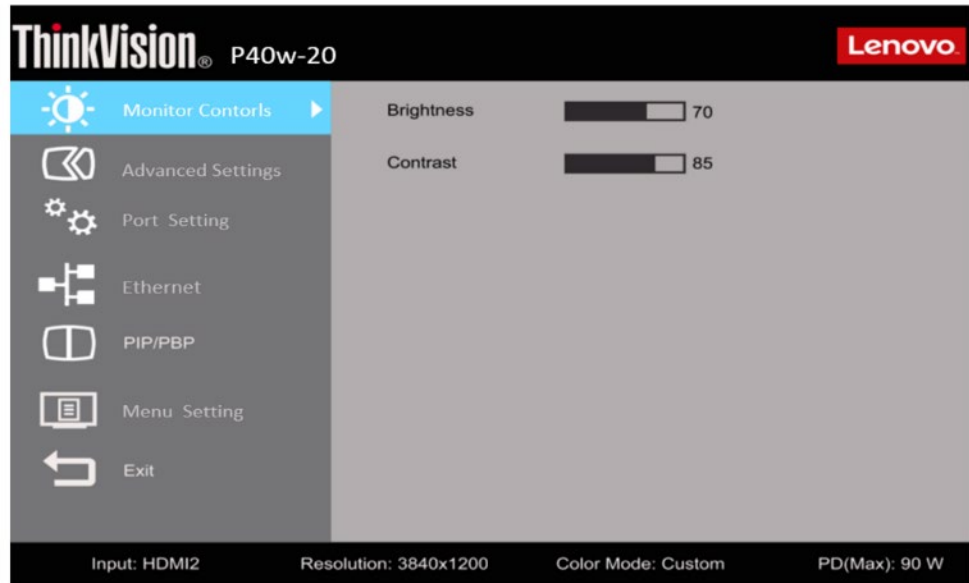 ThinkVision® P40w-20
Lenovo.
Monitor Contorls
Brightness 70
Advanced Settings
Contrast 85
Port Setting
Ethernet
PIP/PBP
Menu Setting
Exit
Input: HDMI2 Resolution: 3840x1200 Color Mode: Custom PD(Max): 90 W